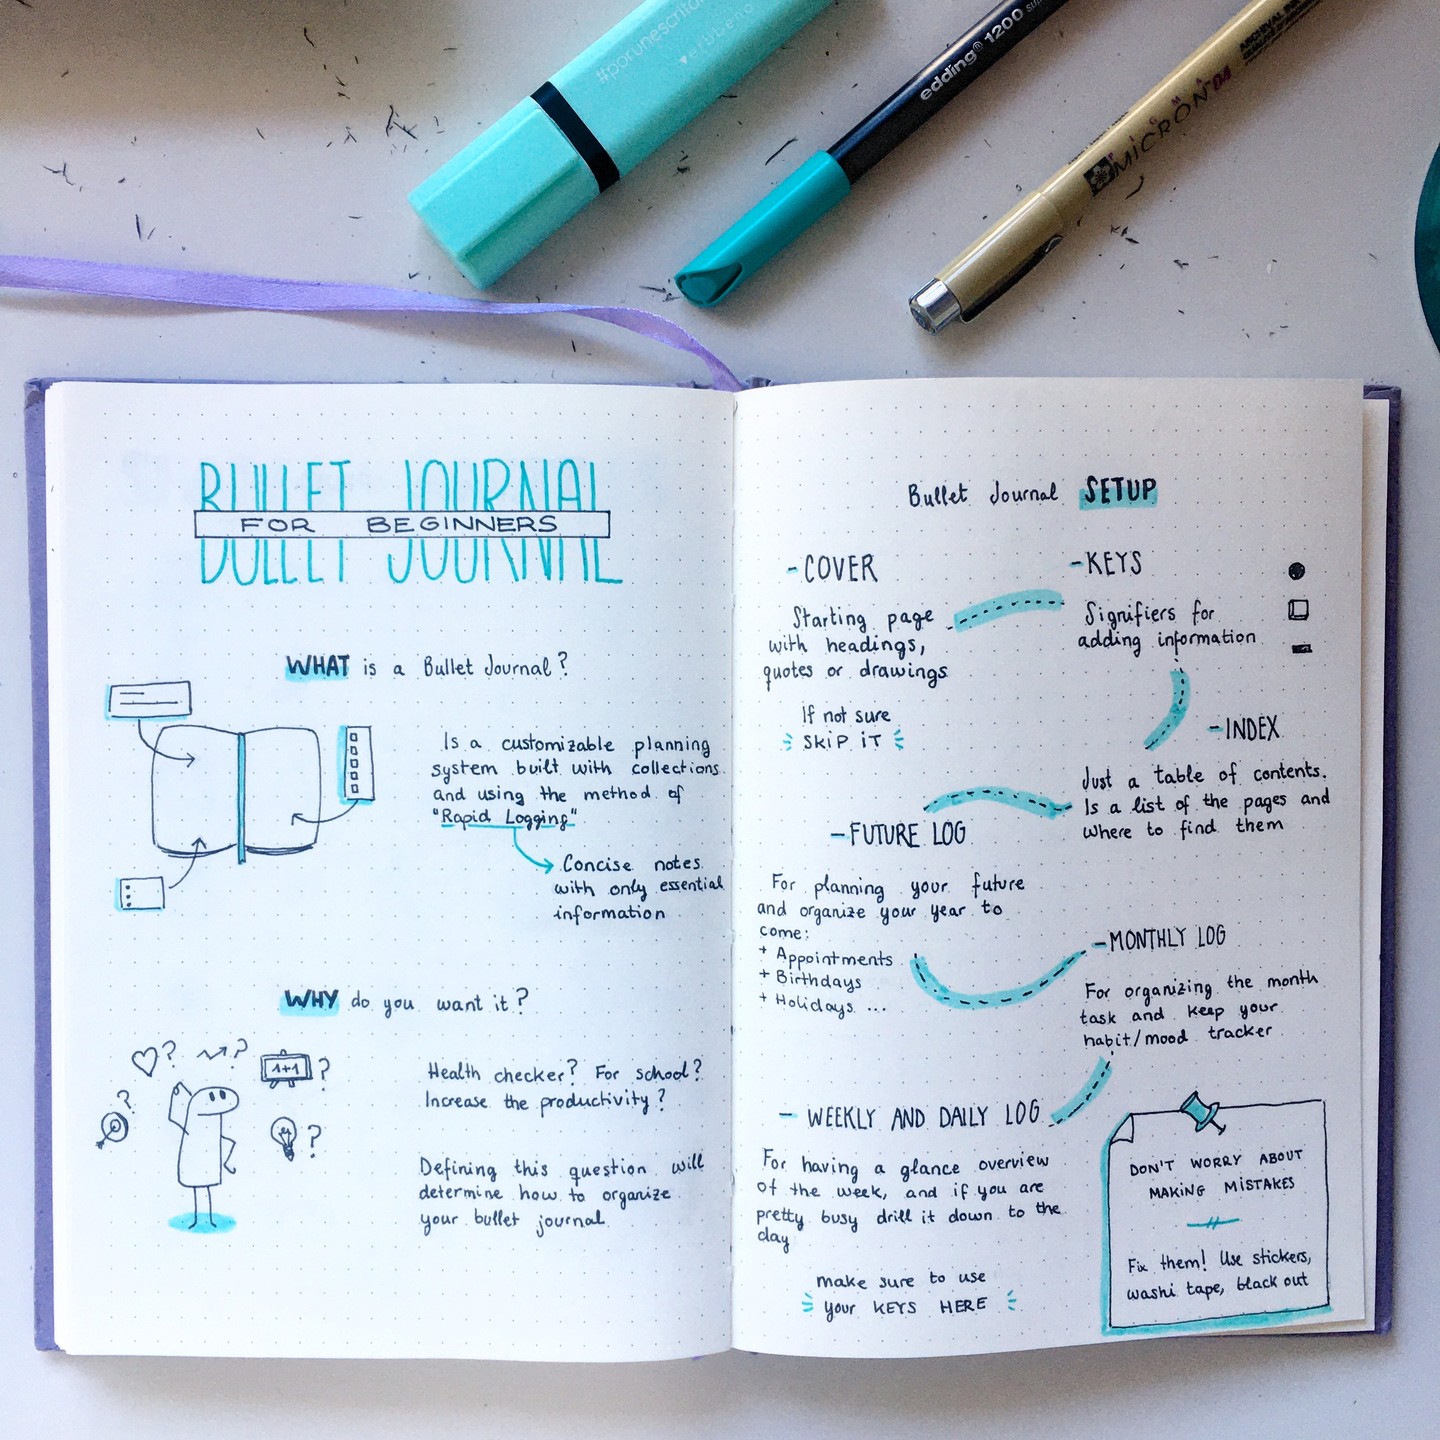 #porunescritor
♥erybeno
edding® 1200
MICRON 04
ARCHIVAL INK
BULLET JOURNAL
FOR BEGINNERS
WHAT is a Bullet Journal?
Is a customizable planning
system built with collections
and using the method of
"Rapid Logging"
Concise notes
with only essential
information
WHY do you want it?
? ?
1+1 ?
?
?
Health checker? For school?
Increase the productivity?
Defining this question will
determine how to organize
your bullet journal.
Bullet Journal SETUP
-COVER
Starting page
with headings,
quotes or drawings
If not sure
SKIP iT
-KEYS
Signifiers for
adding information
-INDEX
Just a table of contents.
Is a list of the pages and
where to find them
-FUTURE LOG
For planning your future
and organize your year to
come:
+ Appointments
+ Birthdays
+ Holidays ...
-MONTHLY LOG
For organizing the month
task and keep your
habit/mood tracker
- WEEKLY AND DAILY LOG
For having a glance overview
of the week, and if you are
pretty busy drill it down to the
day
make sure to use
your KEYS HERE
DON'T WORRY ABOUT
MAKING MISTAKES
Fix them! Use stickers,
washi tape, black out